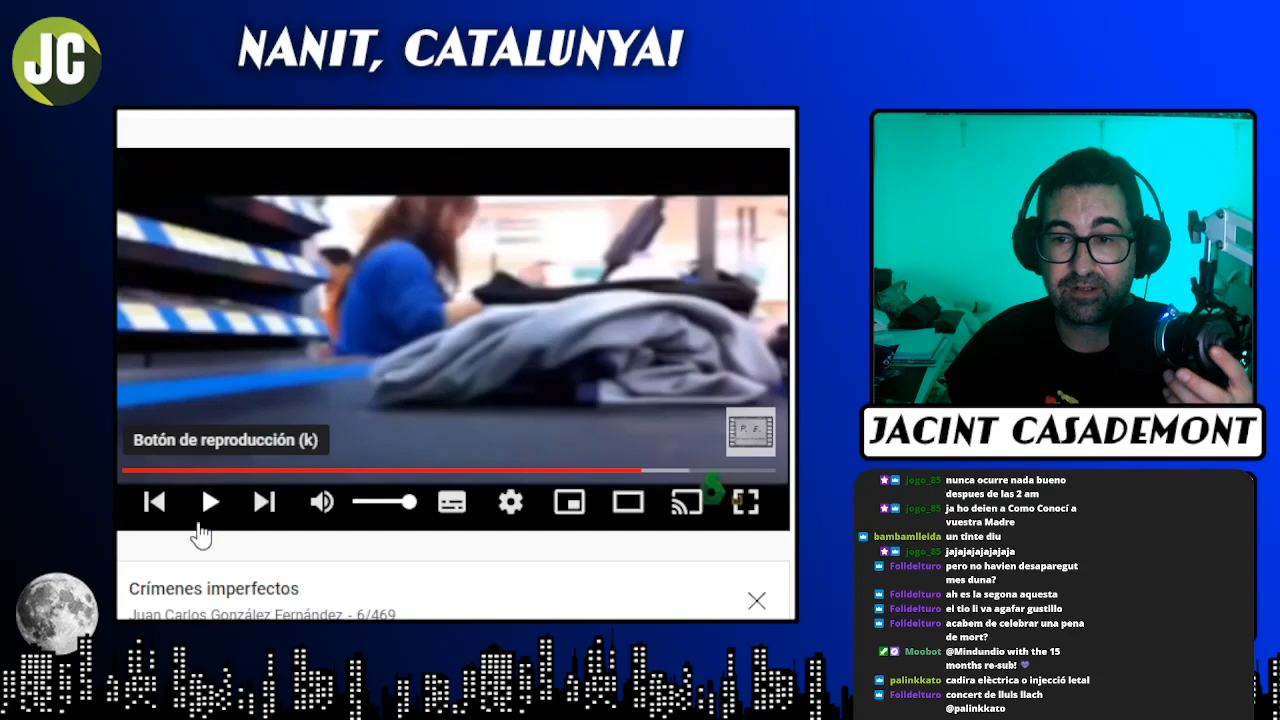 JC
NANIT, CATALUNYA!
P. E.
Botón de reproducción (k)
Crímenes imperfectos
Juan Carlos González Fernández - 6/469
JACINT CASADEMONT
jogo_85 nunca ocurre nada bueno
despues de las 2 am
jogo_85 ja ho deien a Como Conocí a
vuestra Madre
bambamlleida un tinte diu
jogo_85 jajajajajajaja
Folldelturo pero no havien desaparegut
mes duna?
Folldelturo ah es la segona aquesta
Folldelturo el tio li va agafar gustillo
Folldelturo acabem de celebrar una pena
de mort?
Moobot @Mindundio with the 15
months re-sub! 💜
palinkkato cadira elèctrica o injecció letal
Folldelturo concert de lluis llach
@palinkkato